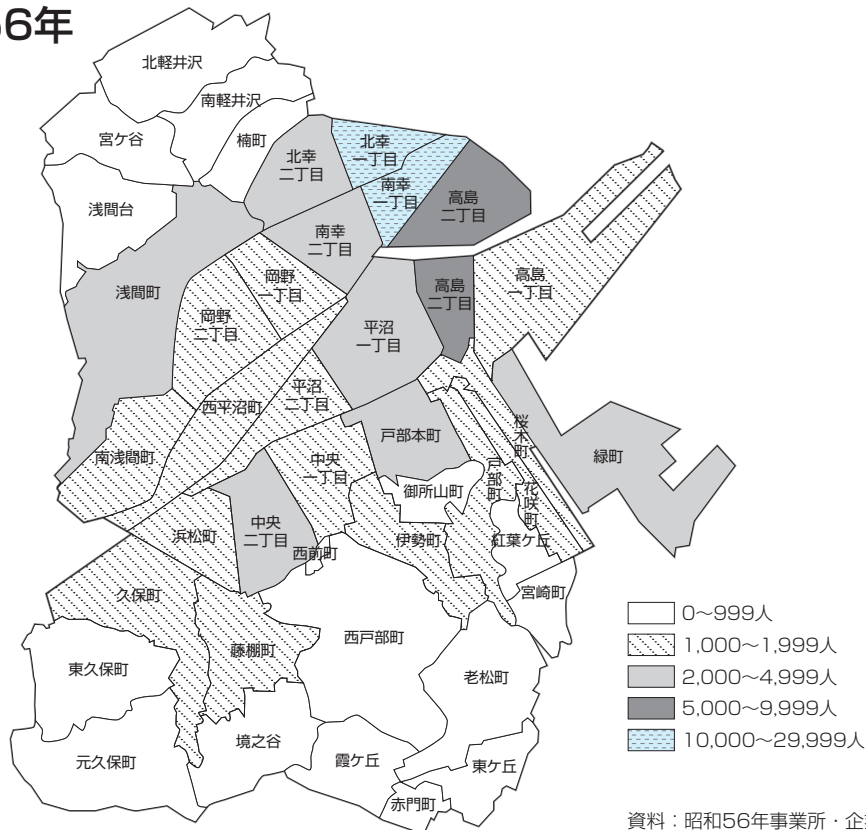 6年
北軽井沢
南軽井沢
宮ケ谷
楠町
北幸
一丁目
北幸
二丁目
南幸
一丁目
高島
二丁目
浅間台
南幸
二丁目
岡野
一丁目
高島
一丁目
浅間町
岡野
二丁目
高島
二丁目
平沼
一丁目
平沼
二丁目
西平沼町
桜木町
戸部本町
南浅間町
中央
一丁目
緑町
御所山町
戸部町
花咲町
浜松町
中央
二丁目
伊勢町
紅葉ケ丘
西前町
宮崎町
久保町
藤棚町
西戸部町
東久保町
老松町
境之谷
元久保町
霞ケ丘
東ケ丘
赤門町
0〜999人
1,000〜1,999人
2,000〜4,999人
5,000〜9,999人
10,000〜29,999人
資料：昭和56年事業所・企